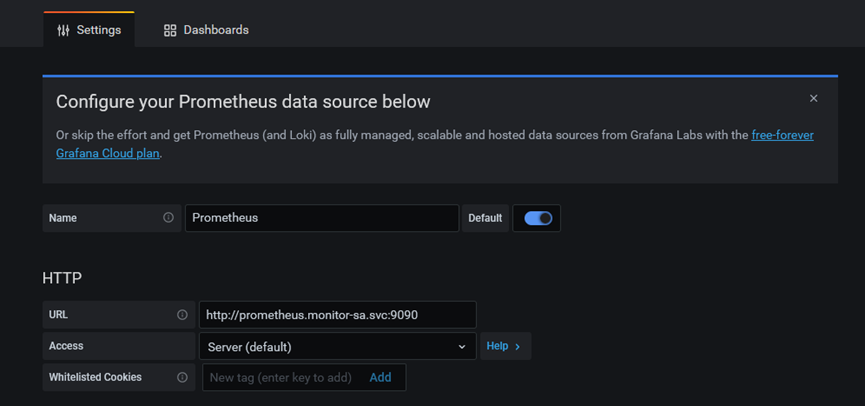 Settings
Dashboards
Configure your Prometheus data source below
Or skip the effort and get Prometheus (and Loki) as fully managed, scalable and hosted data sources from Grafana Labs with the free-forever
Grafana Cloud plan.
Name
Prometheus
Default
HTTP
URL
http://prometheus.monitor-sa.svc:9090
Access
Server (default)
Help
Whitelisted Cookies
New tag (enter key to add)
Add